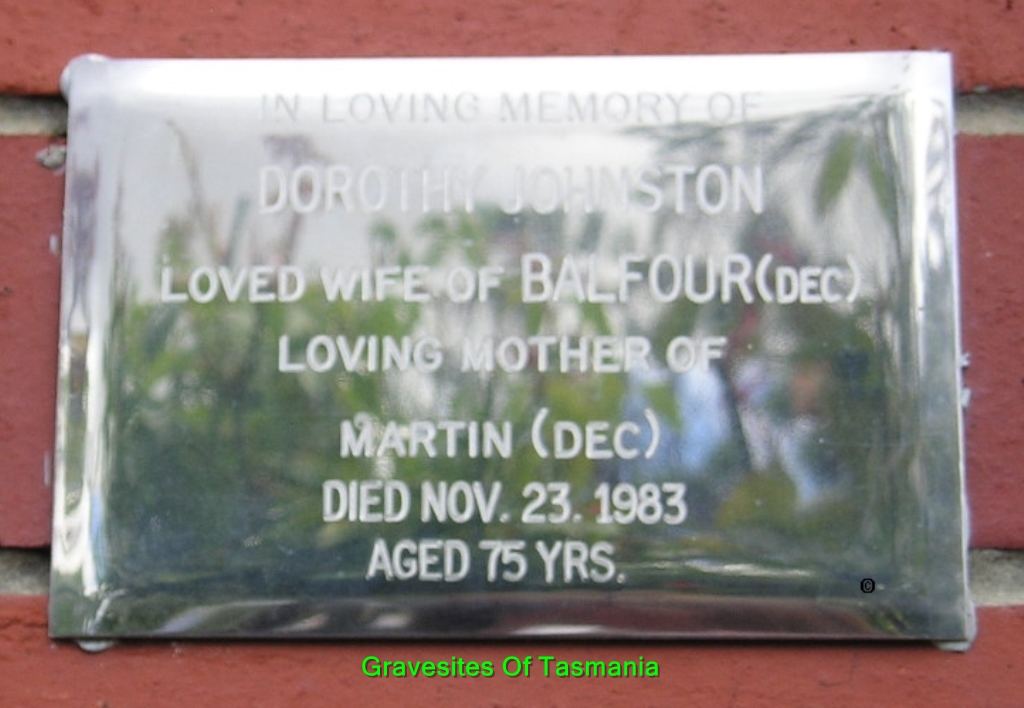 IN LOVING MEMORY OF
DOROTHY JOHNSTON
LOVED WIFE OF BALFOUR (DEC)
LOVING MOTHER OF
MARTIN (DEC)
DIED NOV. 23. 1983
AGED 75 YRS.
©
Gravesites Of Tasmania